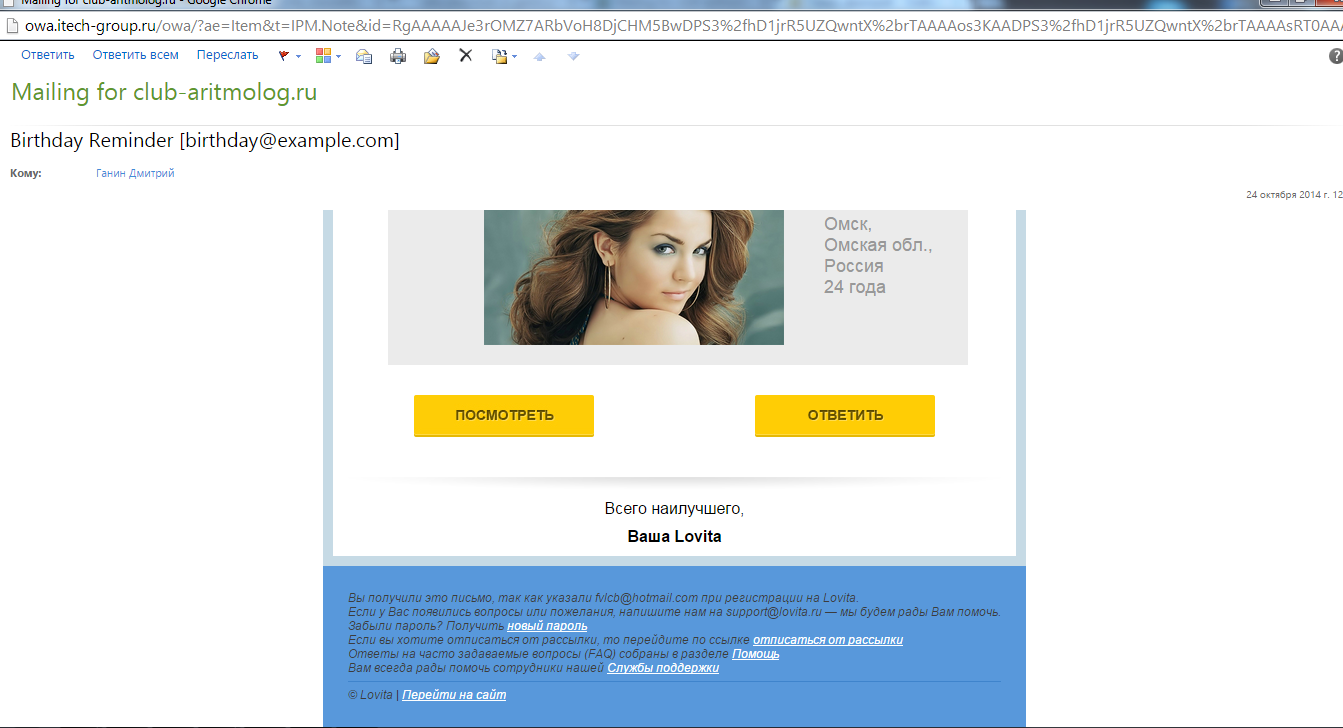 Mailing for club-aritmolog.ru - Google Chrome
owa.itech-group.ru/owa/?ae=Item&t=IPM.Note&id=RgAAAAAJe3rOMZ7ARbVoH8DjCHM5BwDPS3%2fhD1jrR5UZQwntX%2brTAAAAos3KAADPS3%2fhD1jrR5UZQwntX%2brTAAAAsRT0AAA
Ответить Ответить всем Переслать
Mailing for club-aritmolog.ru
Birthday Reminder [birthday@example.com]
Кому: Ганин Дмитрий
24 октября 2014 г. 12
Омск,
Омская обл.,
Россия
24 года
ПОСМОТРЕТЬ ОТВЕТИТЬ
Всего наилучшего,
Ваша Lovita
Вы получили это письмо, так как указали fvlcb@hotmail.com при регистрации на Lovita.
Если у Вас появились вопросы или пожелания, напишите нам на support@lovita.ru — мы будем рады Вам помочь.
Забыли пароль? Получить новый пароль
Если вы хотите отписаться от рассылки, то перейдите по ссылке отписаться от рассылки
Ответы на часто задаваемые вопросы (FAQ) собраны в разделе Помощь
Вам всегда рады помочь сотрудники нашей Службы поддержки
© Lovita | Перейти на сайт